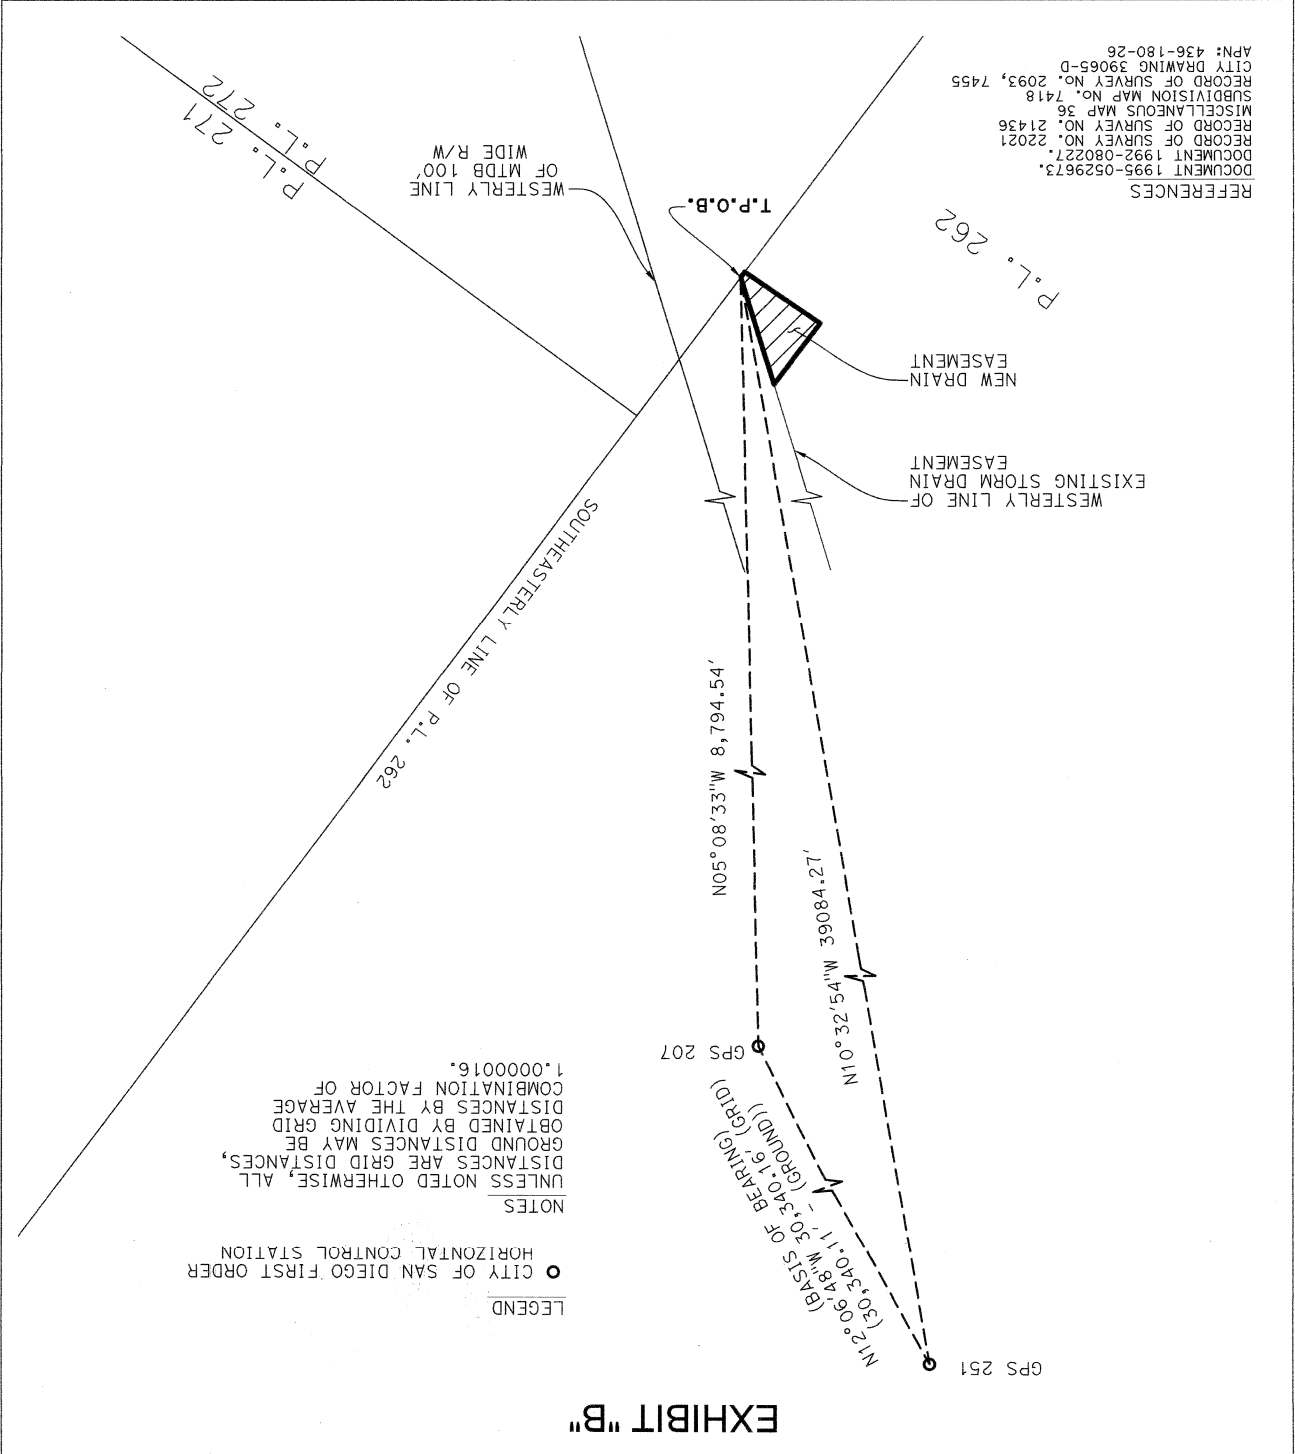 EXHIBIT "B"
GPS 251
N12°06'48"W 30,340.16' (GRID)
(30,340.11' (GROUND))
(BASIS OF BEARING)
LEGEND
CITY OF SAN DIEGO FIRST ORDER
HORIZONTAL CONTROL STATION
NOTES
UNLESS NOTED OTHERWISE, ALL
DISTANCES ARE GRID DISTANCES,
GROUND DISTANCES MAY BE
OBTAINED BY DIVIDING GRID
DISTANCES BY THE AVERAGE
COMBINATION FACTOR OF
1.0000016.
GPS 207
N10°32'54"W 39084.27'
N05°08'33"W 8,794.54'
SOUTHEASTERLY LINE OF P.L. 262
WESTERLY LINE OF
EXISTING STORM DRAIN
EASEMENT
NEW DRAIN
EASEMENT
P.L. 262
T.P.O.B.
WESTERLY LINE
OF MTDB 100'
WIDE R/W
P.L. 271
P.L. 272
REFERENCES
DOCUMENT 1995-0529673.
DOCUMENT 1992-080227.
RECORD OF SURVEY NO. 22021
RECORD OF SURVEY NO. 21436
MISCELLANEOUS MAP 36
SUBDIVISION MAP No. 7418
RECORD OF SURVEY No. 2093, 7455
CITY DRAWING 39065-D
APN: 436-180-26